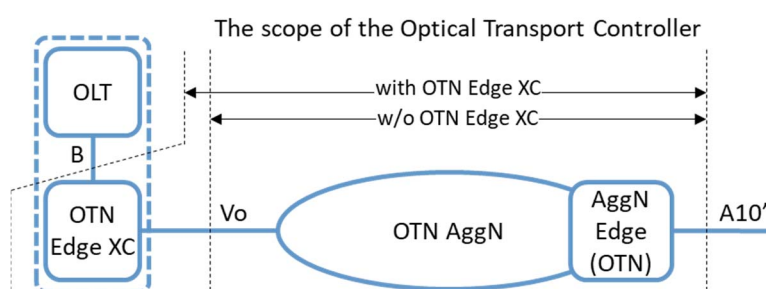 The scope of the Optical Transport Controller
with OTN Edge XC
w/o OTN Edge XC
OLT
B
OTN
Edge XC
Vo
OTN AggN
AggN
Edge
(OTN)
A10'